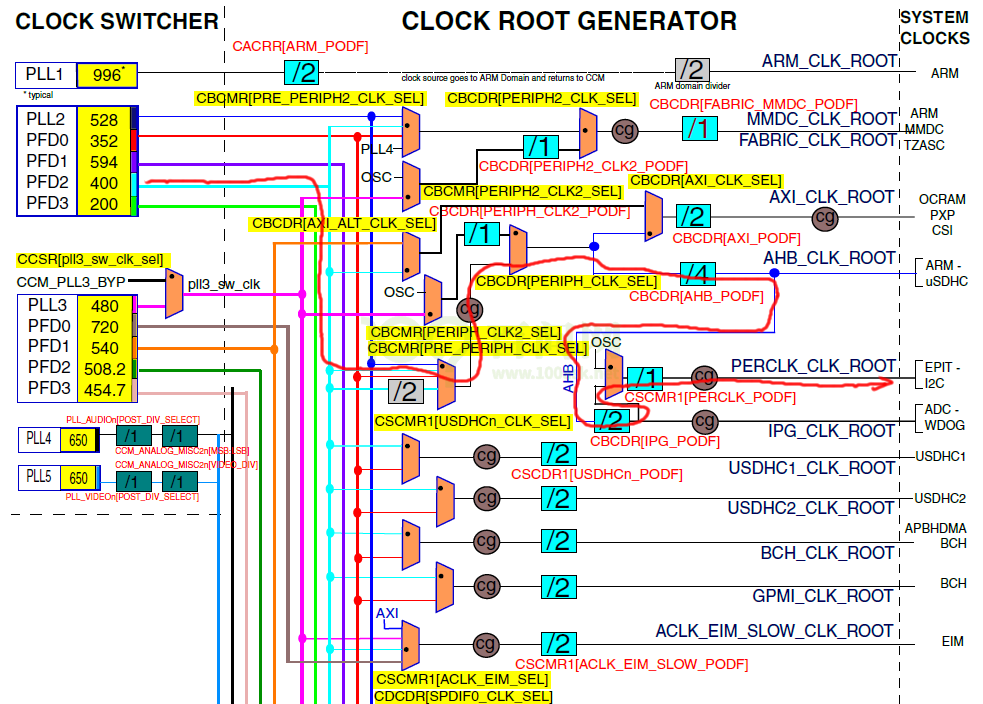 CLOCK SWITCHER
CLOCK ROOT GENERATOR
SYSTEM
CLOCKS
CACRR[ARM_PODF]
PLL1 996*
/2
clock source goes to ARM Domain and returns to CCM
/2
ARM domain divider
ARM_CLK_ROOT
ARM
* typical
CBCMR[PRE_PERIPH2_CLK_SEL]
CBCDR[PERIPH2_CLK_SEL]
CBCDR[FABRIC_MMDC_PODF]
PLL2 528
PFD0 352
PFD1 594
PFD2 400
PFD3 200
PLL4
/1
cg
/1
MMDC_CLK_ROOT
FABRIC_CLK_ROOT
ARM
MMDC
TZASC
CBCDR[PERIPH2_CLK2_PODF]
OSC
CBCMR[PERIPH2_CLK2_SEL]
CBCDR[AXI_CLK_SEL]
CBCDR[PERIPH_CLK2_PODF]
AXI_CLK_ROOT
OCRAM
PXP
CSI
/2
cg
CBCDR[AXI_ALT_CLK_SEL]
/1
CBCDR[AXI_PODF]
AHB_CLK_ROOT
ARM -
uSDHC
CCSR[pll3_sw_clk_sel]
CCM_PLL3_BYP
pll3_sw_clk
/4
CBCDR[PERIPH_CLK_SEL]
CBCDR[AHB_PODF]
OSC
cg
PLL3 480
PFD0 720
PFD1 540
PFD2 508.2
PFD3 454.7
CBCMR[PERIPH_CLK2_SEL]
CBCMR[PRE_PERIPH_CLK_SEL]
OSC
AHB
/2
/1
cg
PERCLK_CLK_ROOT
EPIT -
I2C
CSCMR1[PERCLK_PODF]
CSCMR1[USDHCn_CLK_SEL]
/2
cg
IPG_CLK_ROOT
ADC -
WDOG
CBCDR[IPG_PODF]
PLL_AUDIOn[POST_DIV_SELECT]
PLL4 650
/1
/1
CCM_ANALOG_MISC2n[MSB:LSB]
CCM_ANALOG_MISC2n[VIDEO_DIV]
PLL5 650
/1
/1
PLL_VIDEOn[POST_DIV_SELECT]
cg
/2
USDHC1_CLK_ROOT
USDHC1
CSCDR1[USDHCn_PODF]
cg
/2
USDHC2_CLK_ROOT
USDHC2
cg
/2
BCH_CLK_ROOT
APBHDMA
BCH
cg
/2
GPMI_CLK_ROOT
BCH
AXI
cg
/2
ACLK_EIM_SLOW_CLK_ROOT
EIM
CSCMR1[ACLK_EIM_SLOW_PODF]
CSCMR1[ACLK_EIM_SEL]
CDCDR[SPDIF0_CLK_SEL]